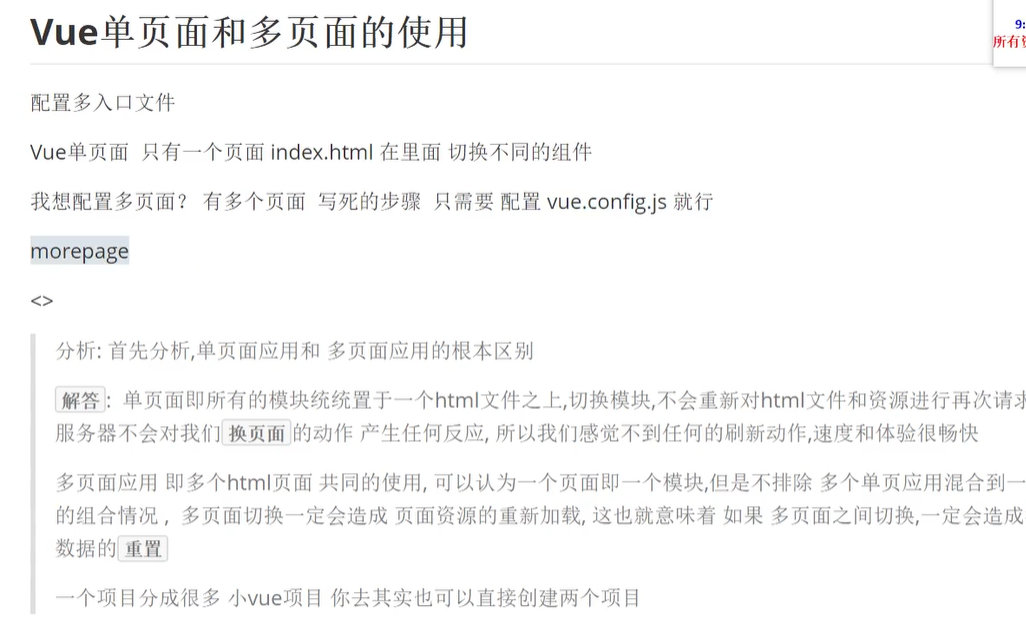 Vue单页面和多页面的使用
9:
所有
配置多入口文件
Vue单页面 只有一个页面 index.html 在里面 切换不同的组件
我想配置多页面？ 有多个页面 写死的步骤 只需要 配置 vue.config.js 就行
morepage
<>
分析: 首先分析,单页面应用和 多页面应用的根本区别
解答： 单页面即所有的模块统统置于一个html文件之上,切换模块,不会重新对html文件和资源进行再次请求
服务器不会对我们 换页面 的动作 产生任何反应, 所以我们感觉不到任何的刷新动作,速度和体验很畅快
多页面应用 即多个html页面 共同的使用, 可以认为一个页面即一个模块,但是不排除 多个单页应用混合到一
的组合情况 ，多页面切换一定会造成 页面资源的重新加载, 这也就意味着 如果 多页面之间切换,一定会造成
数据的 重置
一个项目分成很多 小vue项目 你去其实也可以直接创建两个项目